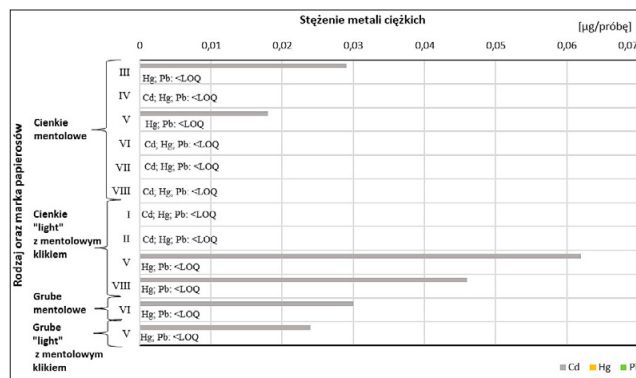 Stężenie metali ciężkich
[µg/próbę]
0 0,01 0,02 0,03 0,04 0,05 0,06 0,07
Rodzaj oraz marka papierosów
Cienkie
mentolowe
III
Hg; Pb: <LOQ
IV Cd; Hg; Pb: <LOQ
V
Hg; Pb: <LOQ
VI Cd; Hg; Pb: <LOQ
VII Cd; Hg; Pb: <LOQ
VIII Cd; Hg; Pb: <LOQ
Cienkie
"light"
z mentolowym
klikiem
I Cd; Hg; Pb: <LOQ
II Cd; Hg; Pb: <LOQ
V
Hg; Pb: <LOQ
VIII
Hg; Pb: <LOQ
Grube
mentolowe
VI
Hg; Pb: <LOQ
Grube
"light"
z mentolowym
klikiem
V
Hg; Pb: <LOQ
Cd Hg